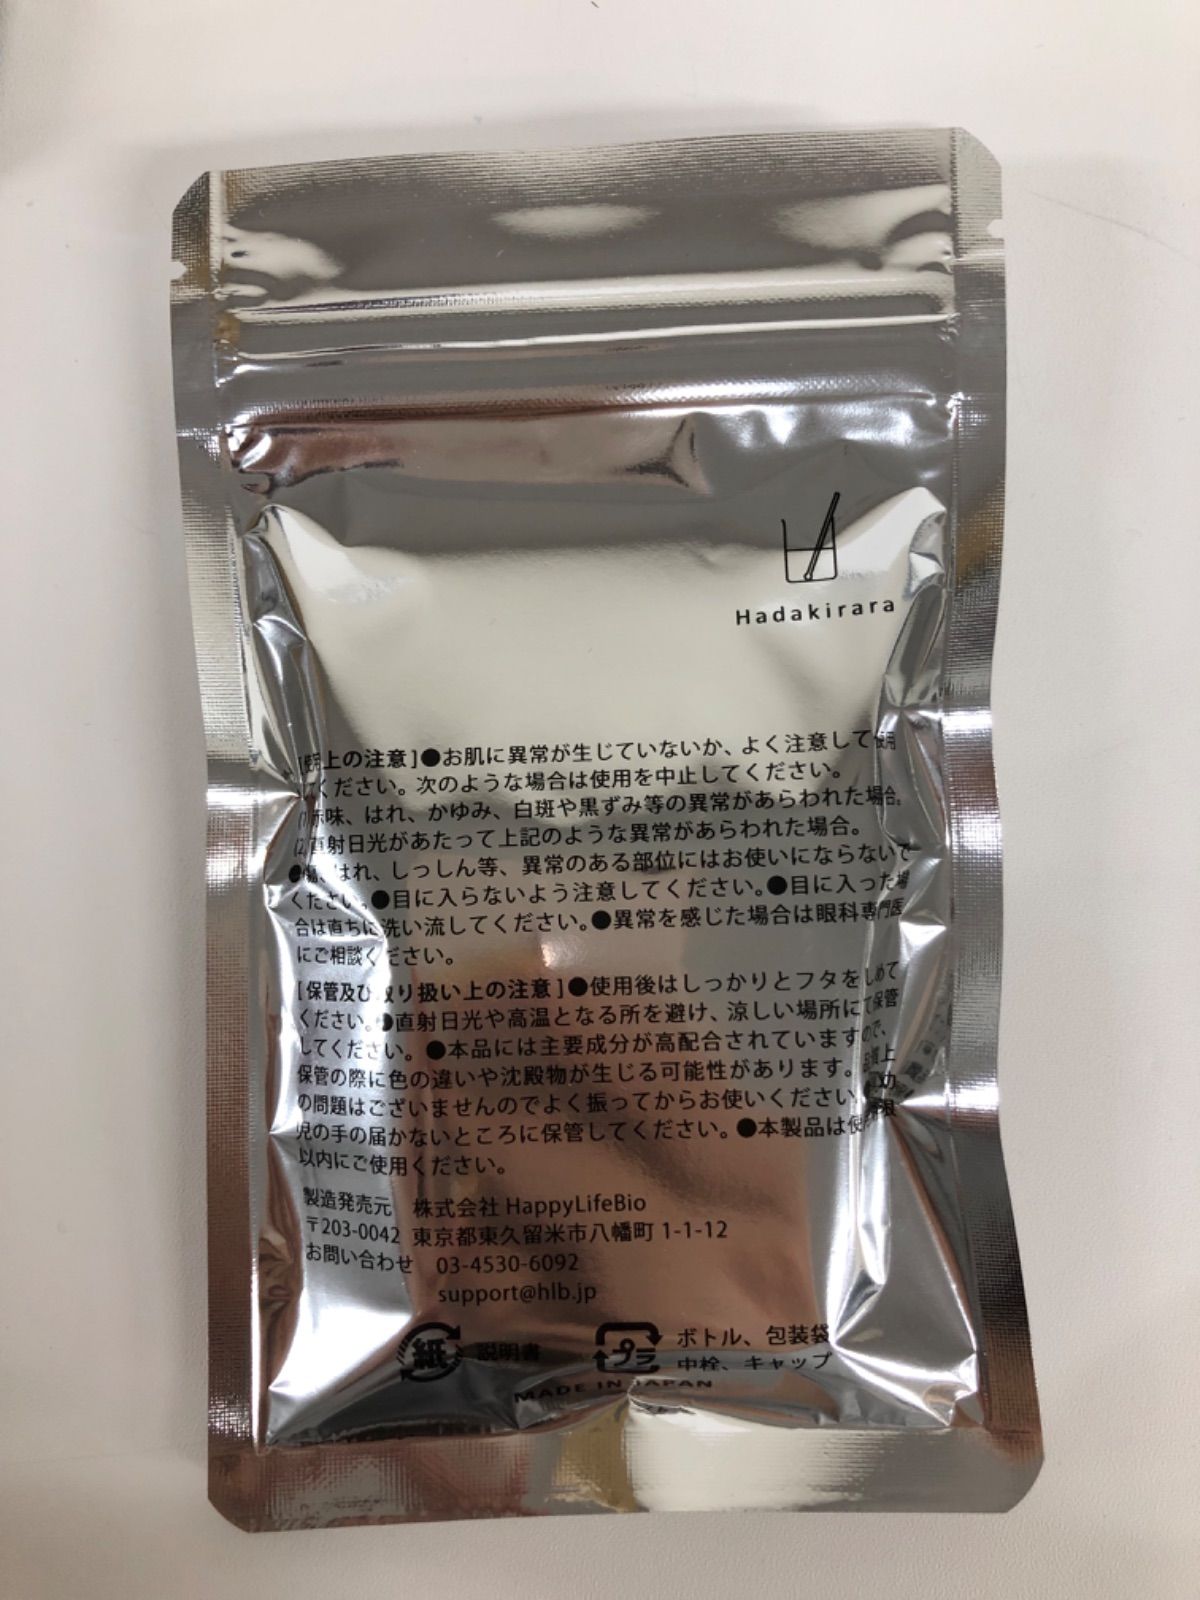 Hadakirara
[使用上の注意]●お肌に異常が生じていないか、よく注意して使用
してください。次のような場合は使用を中止してください。
(1)赤味、はれ、かゆみ、白斑や黒ずみ等の異常があらわれた場合。
(2)直射日光があたって上記のような異常があらわれた場合。
●傷、はれ、しっしん等、異常のある部位にはお使いにならないで
ください。●目に入らないよう注意してください。●目に入った場
合は直ちに洗い流してください。●異常を感じた場合は眼科専門医
にご相談ください。
[保管及び取り扱い上の注意]●使用後はしっかりとフタをしめて
ください。●直射日光や高温となる所を避け、涼しい場所にて保管
してください。●本品には主要成分が高配合されていますので、
保管の際に色の違いや沈殿物が生じる可能性があります。品質上
の問題はございませんのでよく振ってからお使いください。●幼
児の手の届かないところに保管してください。●本製品は使用期限
以内にご使用ください。
製造発売元 株式会社 HappyLifeBio
〒203-0042 東京都東久留米市八幡町 1-1-12
お問い合わせ 03-4530-6092
support@hlb.jp
紙 説明書 プラ ボトル、包装袋
中栓、キャップ
MADE IN JAPAN